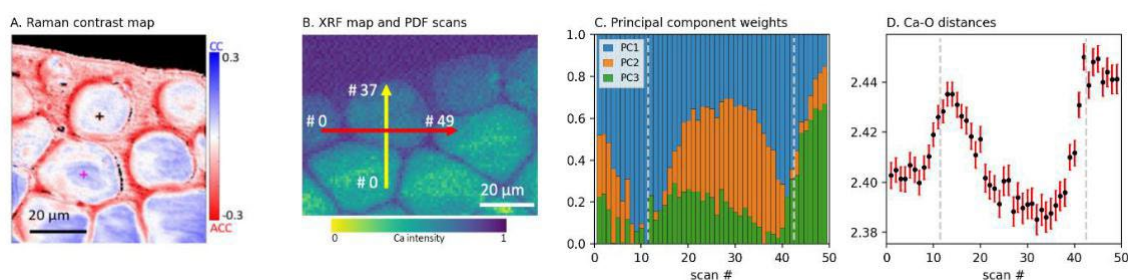 A. Raman contrast map
CC
0.3
-0.3
ACC
20 µm
B. XRF map and PDF scans
# 37
# 0
# 49
# 0
20 µm
0
1
Ca intensity
C. Principal component weights
1.0
0.8
0.6
0.4
0.2
0.0
PC1
PC2
PC3
0
10
20
30
40
50
scan #
D. Ca-O distances
2.44
2.42
2.40
2.38
0
10
20
30
40
50
scan #